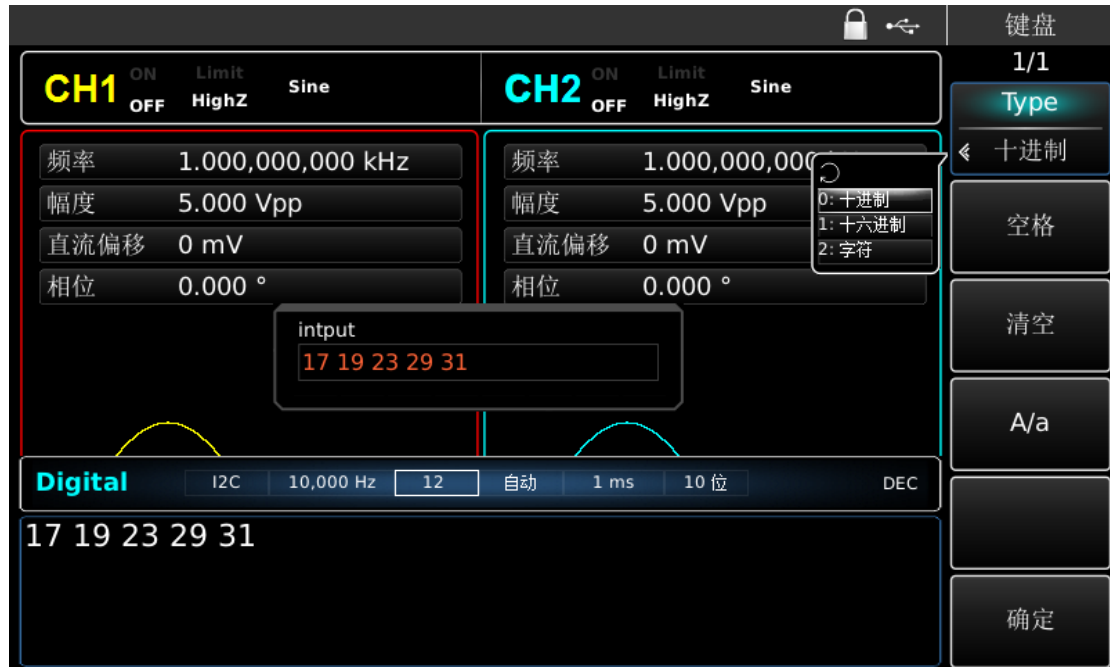 键盘
1/1
CH1 ON OFF Limit HighZ Sine
CH2 ON OFF Limit HighZ Sine
Type
十进制
频率 1.000,000,000 kHz
幅度 5.000 Vpp
直流偏移 0 mV
相位 0.000 °
频率 1.000,000,000
幅度 5.000 Vpp
直流偏移 0 mV
相位 0.000 °
0: 十进制
1: 十六进制
2: 字符
空格
清空
A/a
确定
intput
17 19 23 29 31
Digital I2C 10,000 Hz 12 自动 1 ms 10 位 DEC
17 19 23 29 31